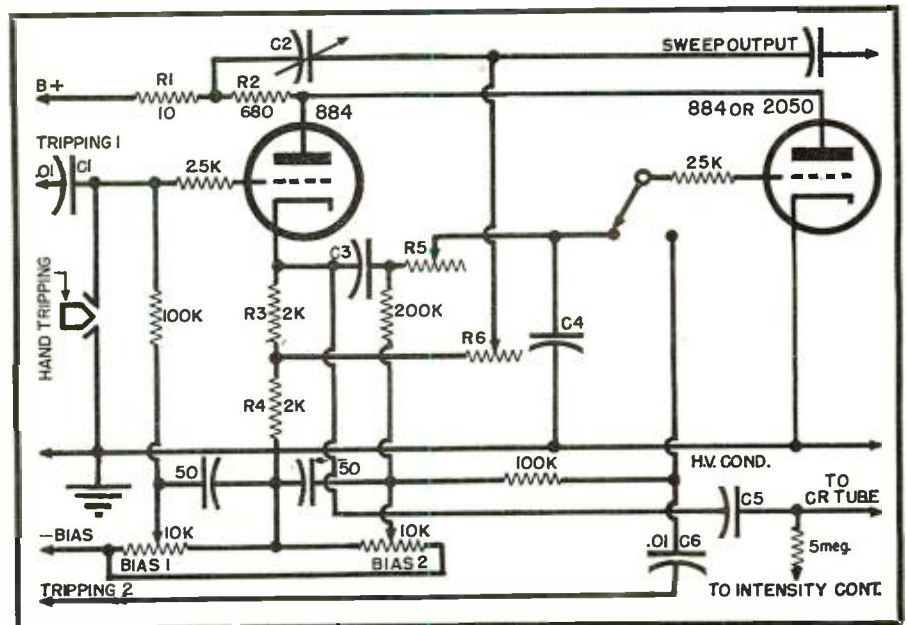 C2
SWEEP OUTPUT
B+
R1
10
R2
680
884
884 OR 2050
TRIPPING 1
.01
C1
25K
25K
HAND TRIPPING
100K
C3
R5
R3
2K
200K
R6
C4
R4
2K
50
50
100K
H.V. COND.
TO
CR TUBE
C5
–BIAS
10K
BIAS 1
10K
BIAS 2
.01
C6
5meg.
TRIPPING 2
TO INTENSITY CONT.